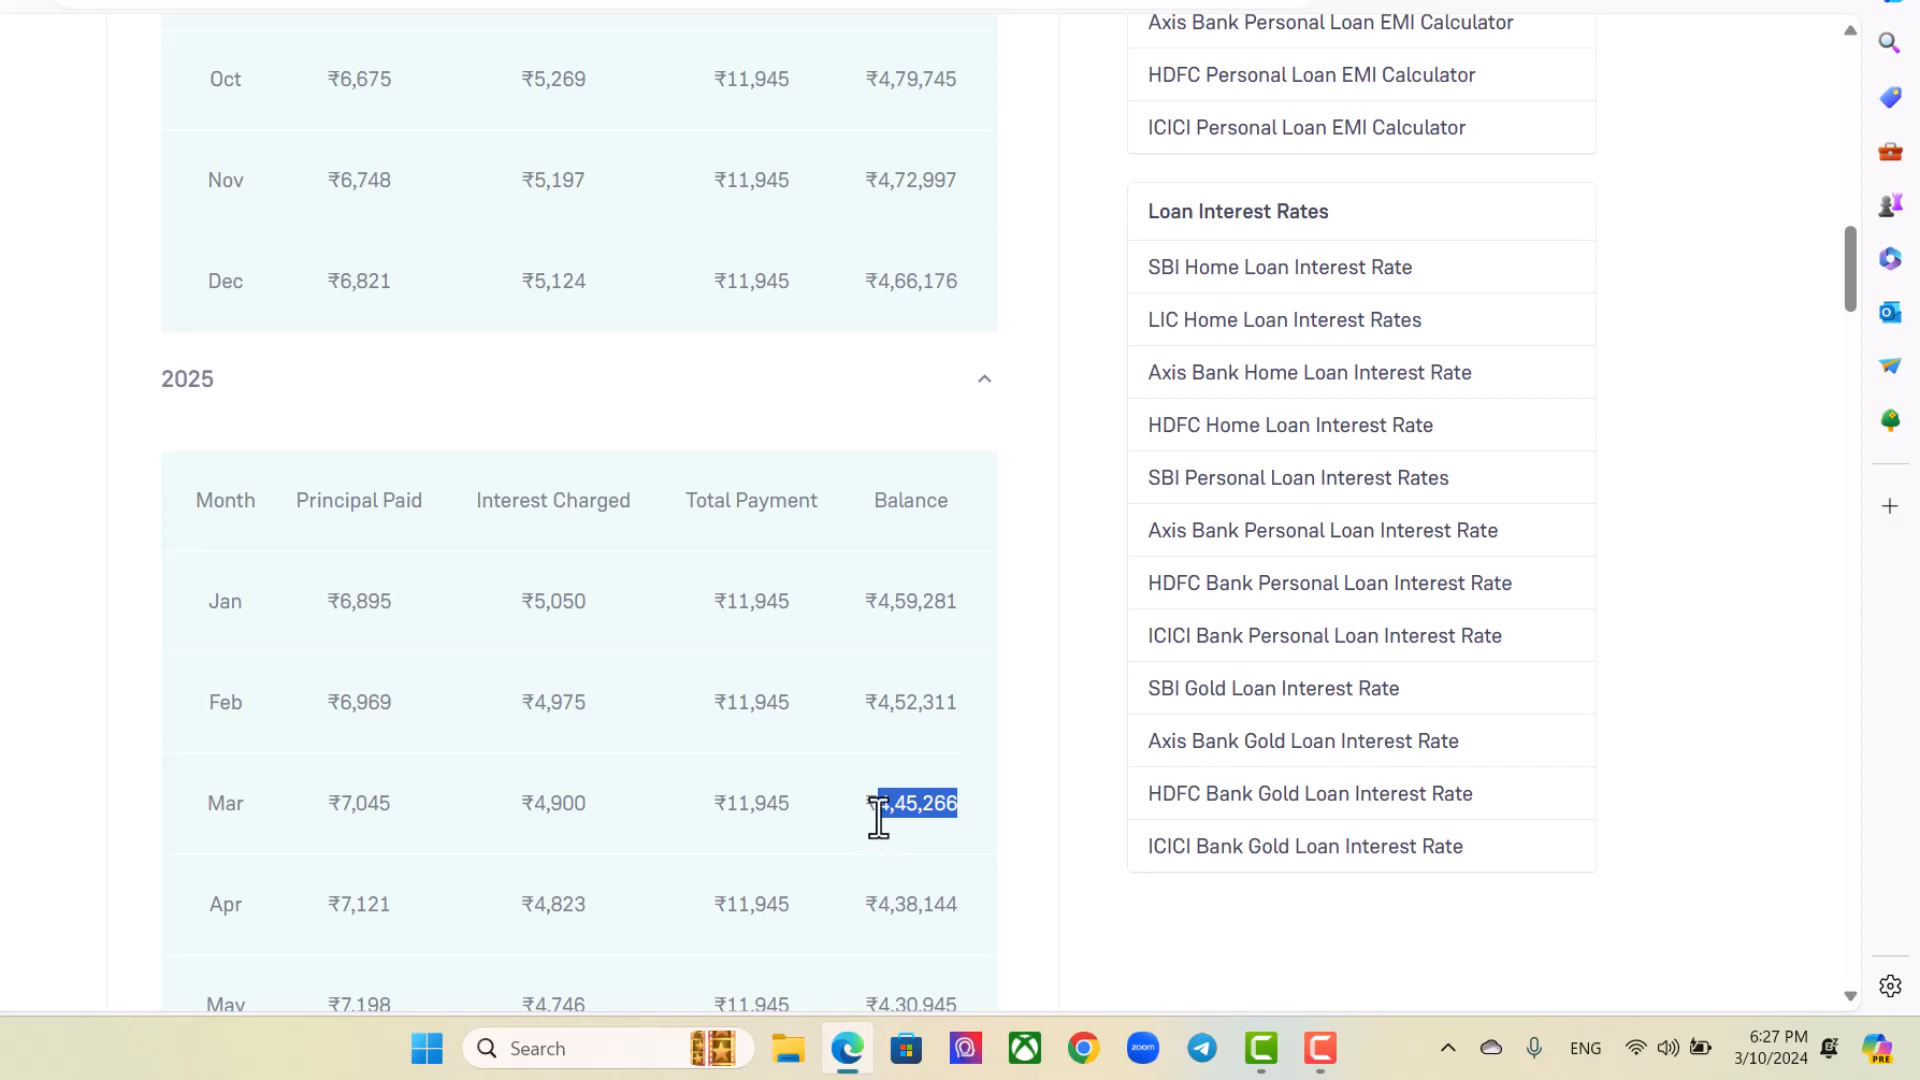 Oct ₹6,675 ₹5,269 ₹11,945 ₹4,79,745
Nov ₹6,748 ₹5,197 ₹11,945 ₹4,72,997
Dec ₹6,821 ₹5,124 ₹11,945 ₹4,66,176
2025
Month Principal Paid Interest Charged Total Payment Balance
Jan ₹6,895 ₹5,050 ₹11,945 ₹4,59,281
Feb ₹6,969 ₹4,975 ₹11,945 ₹4,52,311
Mar ₹7,045 ₹4,900 ₹11,945 ₹4,45,266
Apr ₹7,121 ₹4,823 ₹11,945 ₹4,38,144
May ₹7,198 ₹4,746 ₹11,945 ₹4,30,945
Axis Bank Personal Loan EMI Calculator
HDFC Personal Loan EMI Calculator
ICICI Personal Loan EMI Calculator
Loan Interest Rates
SBI Home Loan Interest Rate
LIC Home Loan Interest Rates
Axis Bank Home Loan Interest Rate
HDFC Home Loan Interest Rate
SBI Personal Loan Interest Rates
Axis Bank Personal Loan Interest Rate
HDFC Bank Personal Loan Interest Rate
ICICI Bank Personal Loan Interest Rate
SBI Gold Loan Interest Rate
Axis Bank Gold Loan Interest Rate
HDFC Bank Gold Loan Interest Rate
ICICI Bank Gold Loan Interest Rate
Search
zoom
ENG
6:27 PM
3/10/2024
PRE